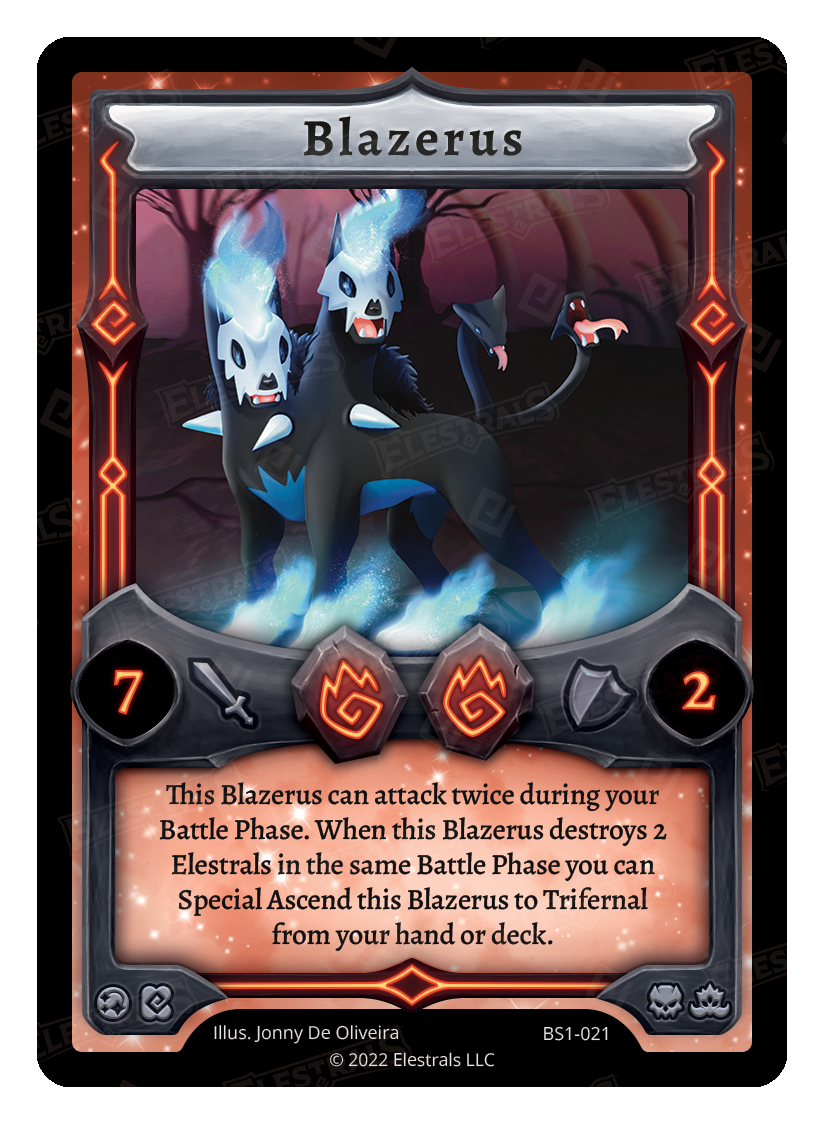 Blazerus
7
2
This Blazerus can attack twice during your
Battle Phase. When this Blazerus destroys 2
Elestrals in the same Battle Phase you can
Special Ascend this Blazerus to Trifernal
from your hand or deck.
Illus. Jonny De Oliveira
BS1-021
© 2022 Elestrals LLC
ELESTRALS